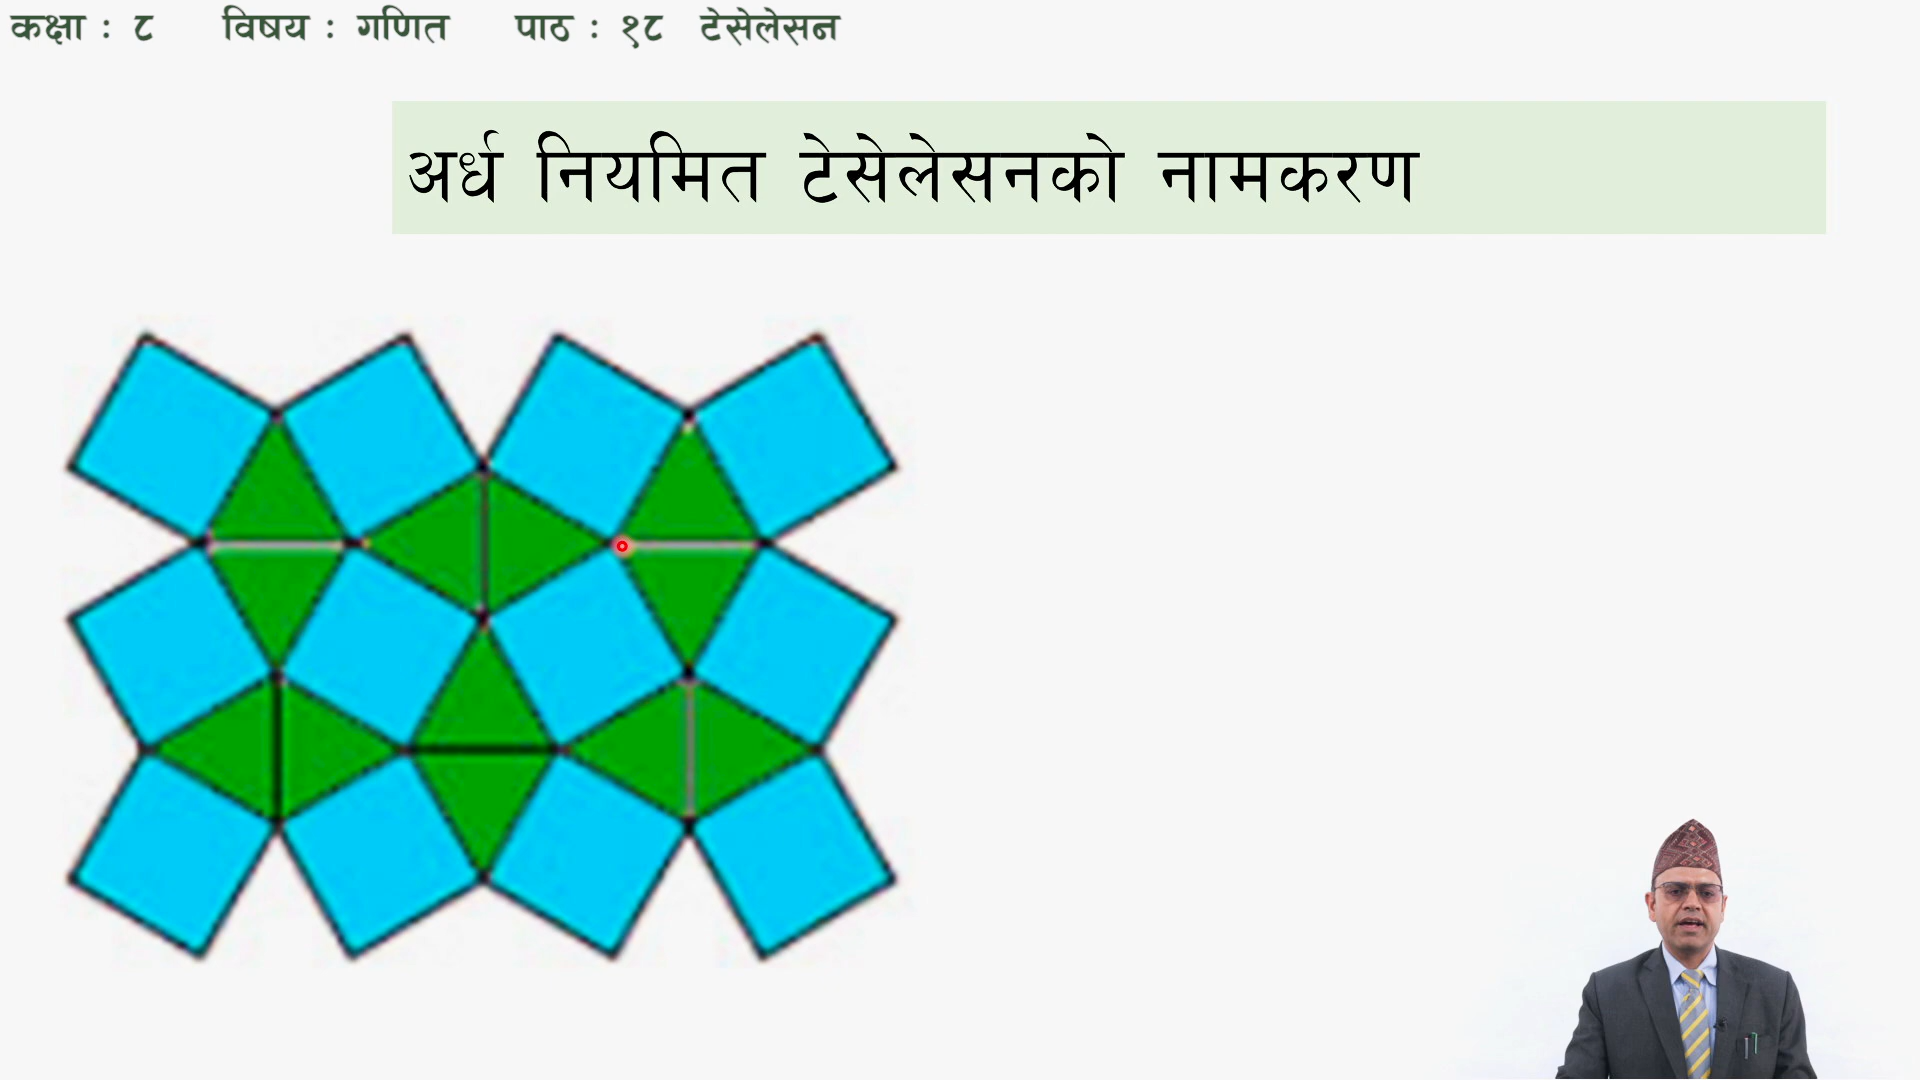 कक्षा : ८ विषय : गणित पाठ : १८ टेसेलेसन
अर्ध नियमित टेसेलेसनको नामकरण